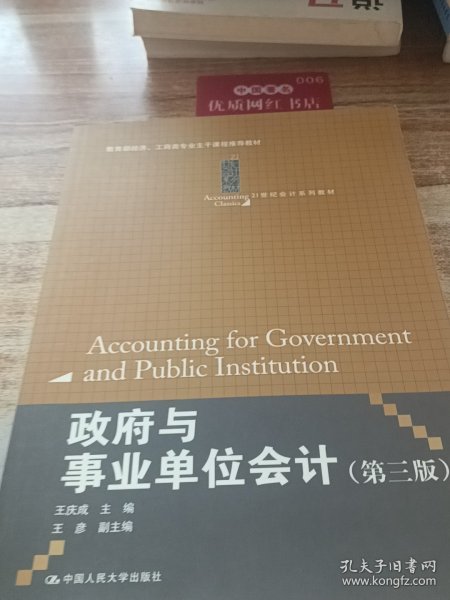 006
中国著名
优质网红书店
教育部经济、工商类专业主干课程推荐教材
21世纪会计系列教材
Accounting
Classics
Accounting for Government
and Public Institution
政府与
事业单位会计(第三版)
王庆成 主编
王彦 副主编
中国人民大学出版社
孔夫子旧书网
www.kongfz.com